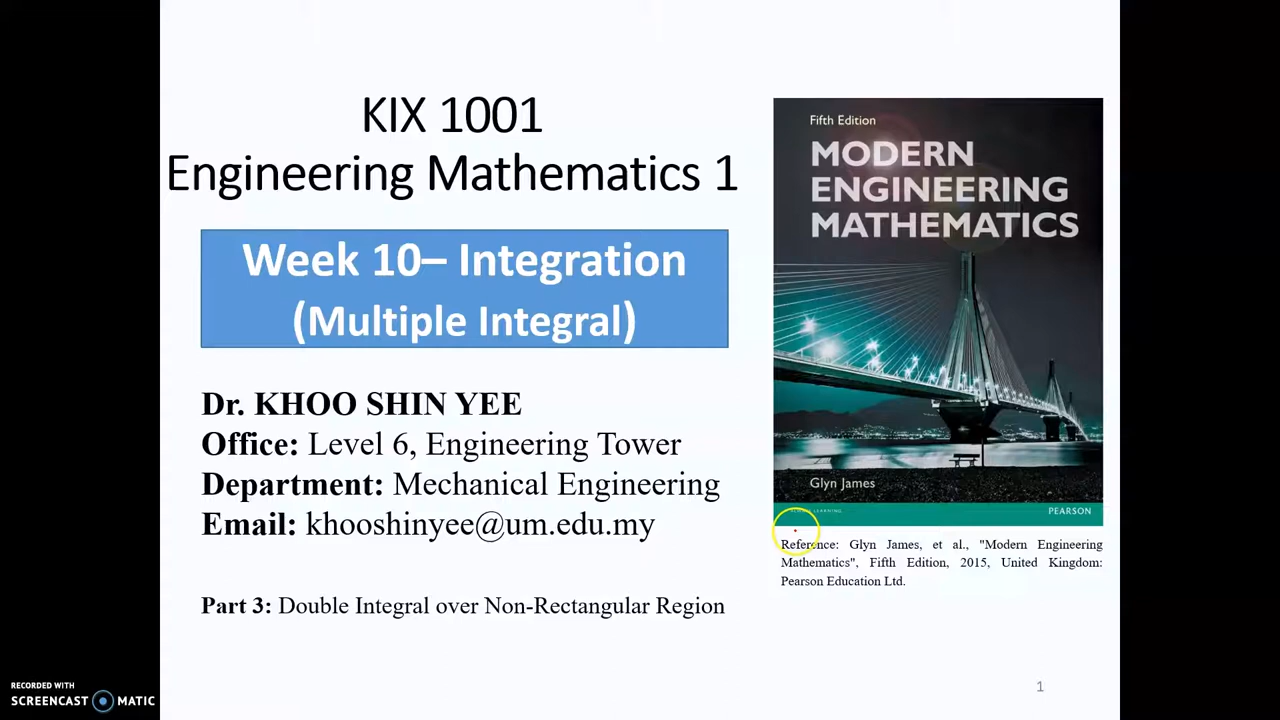 KIX 1001
Engineering Mathematics 1
Week 10– Integration
(Multiple Integral)
Dr. KHOO SHIN YEE
Office: Level 6, Engineering Tower
Department: Mechanical Engineering
Email: khooshinyee@um.edu.my
Part 3: Double Integral over Non-Rectangular Region
Fifth Edition
MODERN
ENGINEERING
MATHEMATICS
Glyn James
ALWAYS LEARNING
PEARSON
Reference: Glyn James, et al., "Modern Engineering
Mathematics", Fifth Edition, 2015, United Kingdom:
Pearson Education Ltd.
1
RECORDED WITH
SCREENCAST MATIC